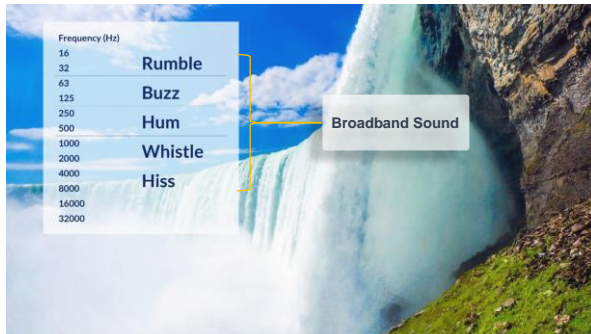 Frequency (Hz)
16
32
Rumble
63
125
Buzz
250
500
Hum
1000
2000
Whistle
4000
8000
Hiss
16000
32000
Broadband Sound